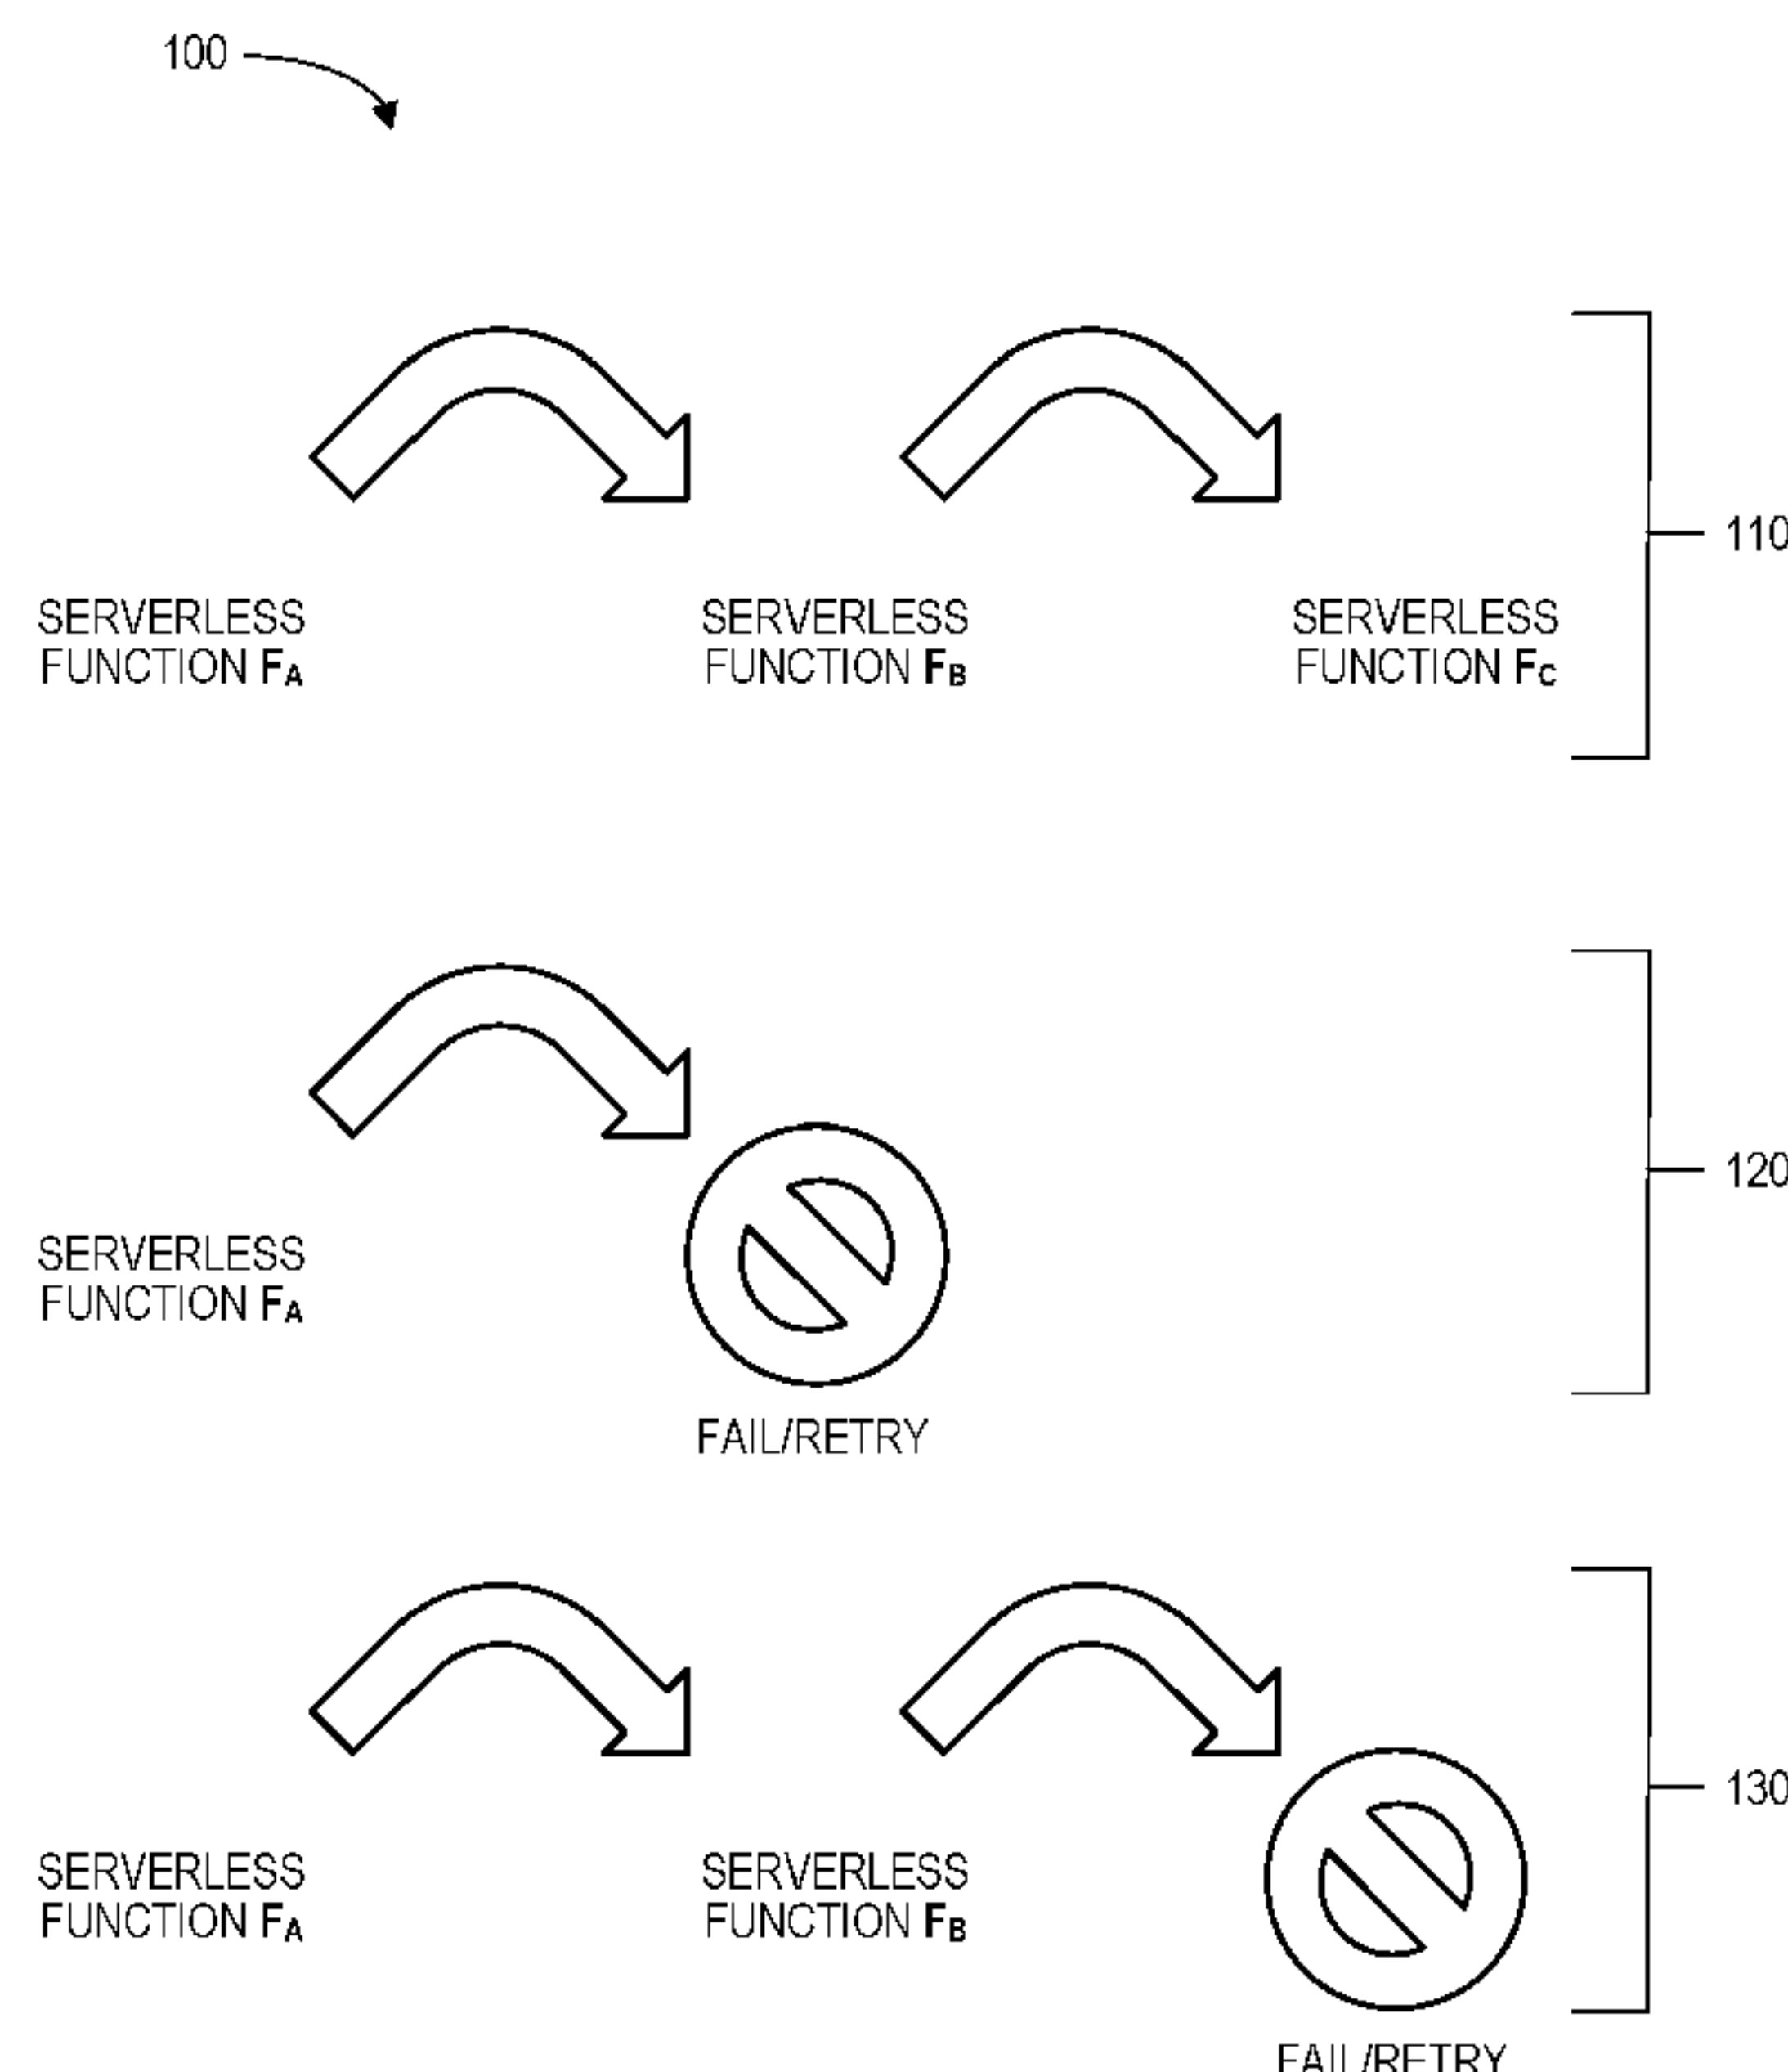 100
SERVERLESS
FUNCTION FA
SERVERLESS
FUNCTION FB
SERVERLESS
FUNCTION FC
110
SERVERLESS
FUNCTION FA
FAIL/RETRY
120
SERVERLESS
FUNCTION FA
SERVERLESS
FUNCTION FB
FAIL/RETRY
130